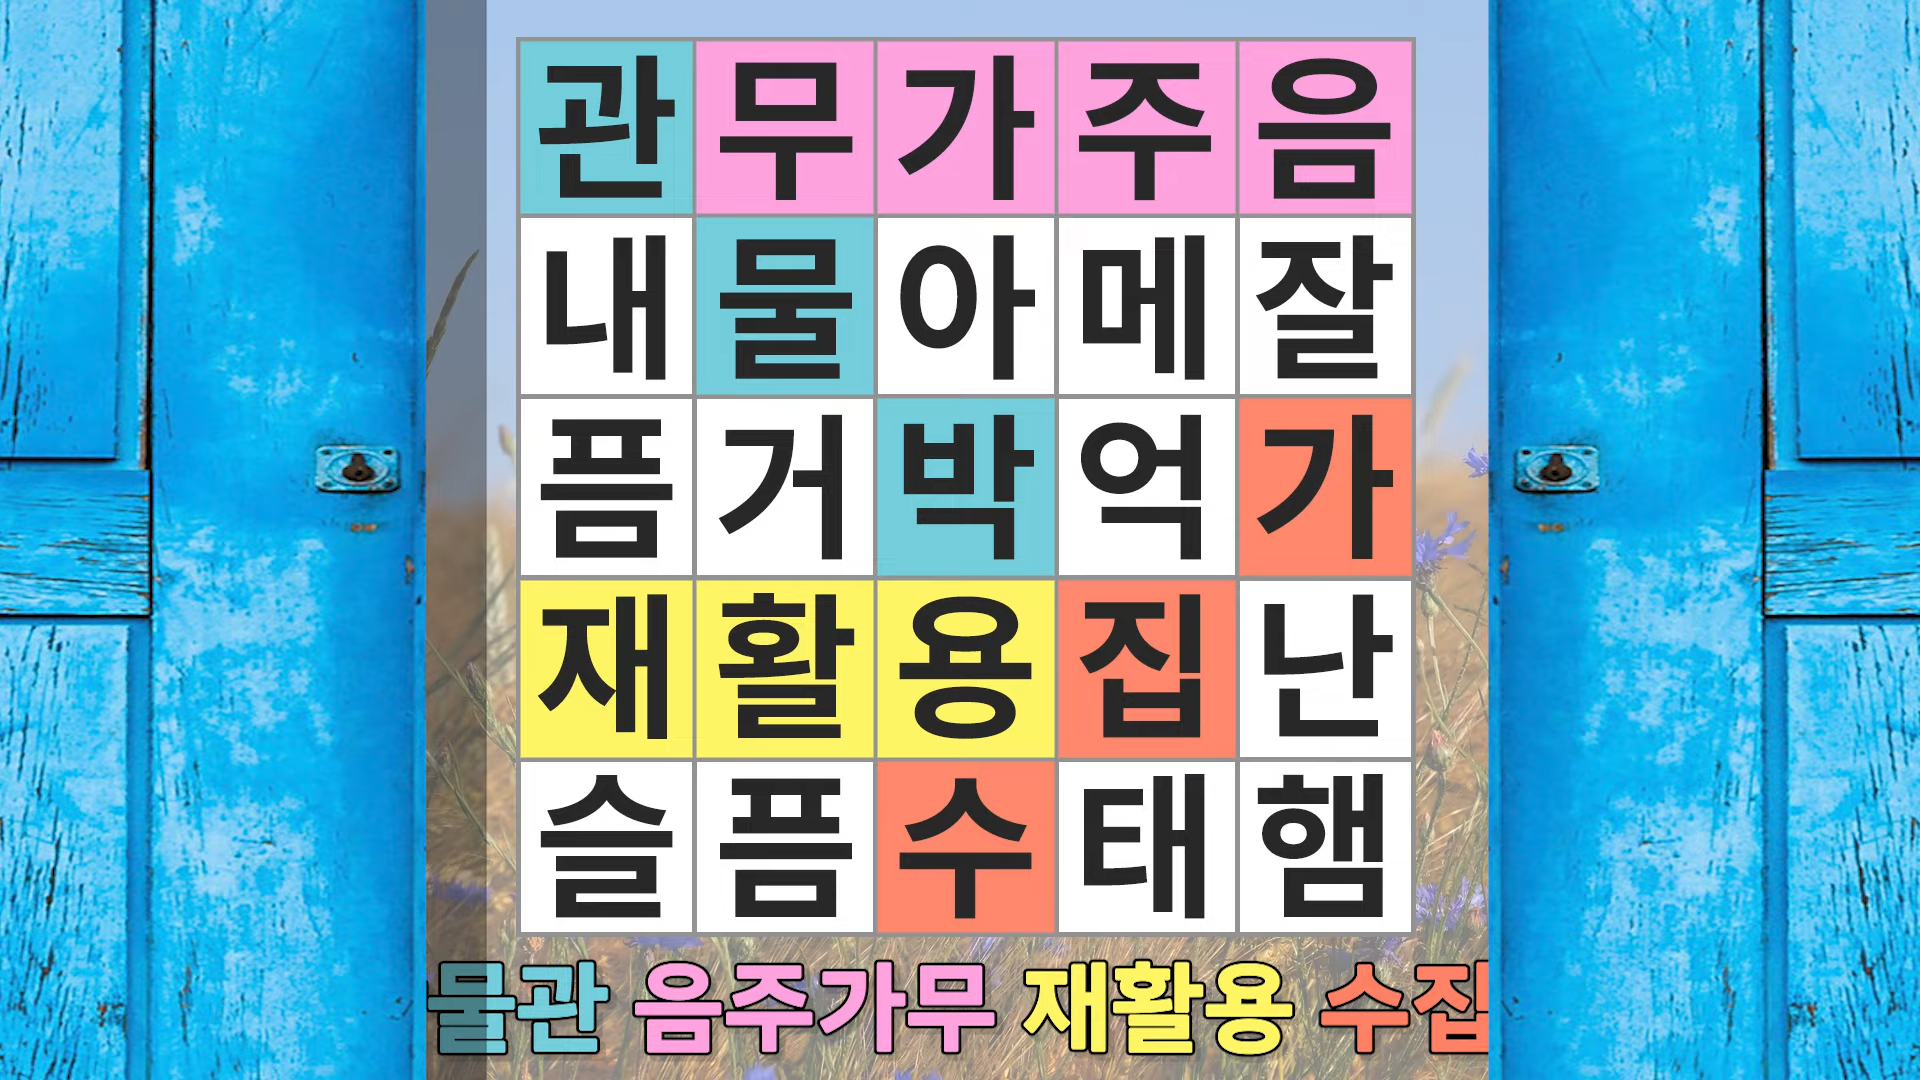 관 무 가 주 음
내 물 아 메 잘
픔 거 박 억 가
재 활 용 집 난
슬 픔 수 태 햄
물관 음주가무 재활용 수집